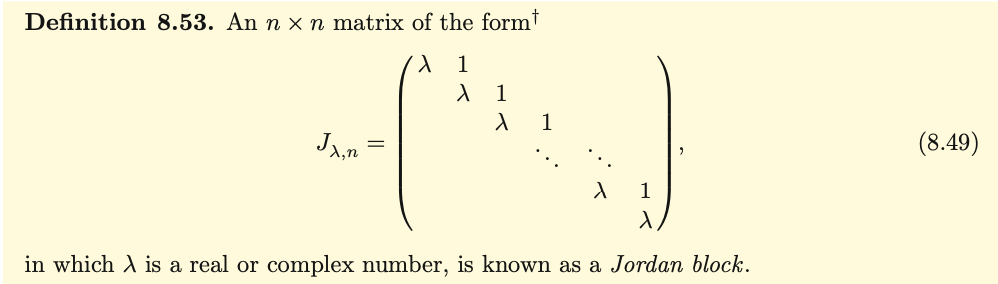 Definition 8.53. An n × n matrix of the form†
λ 1
λ 1
λ 1
J_{λ,n} = ⋱ ⋱ , (8.49)
λ 1
λ
in which λ is a real or complex number, is known as a Jordan block.